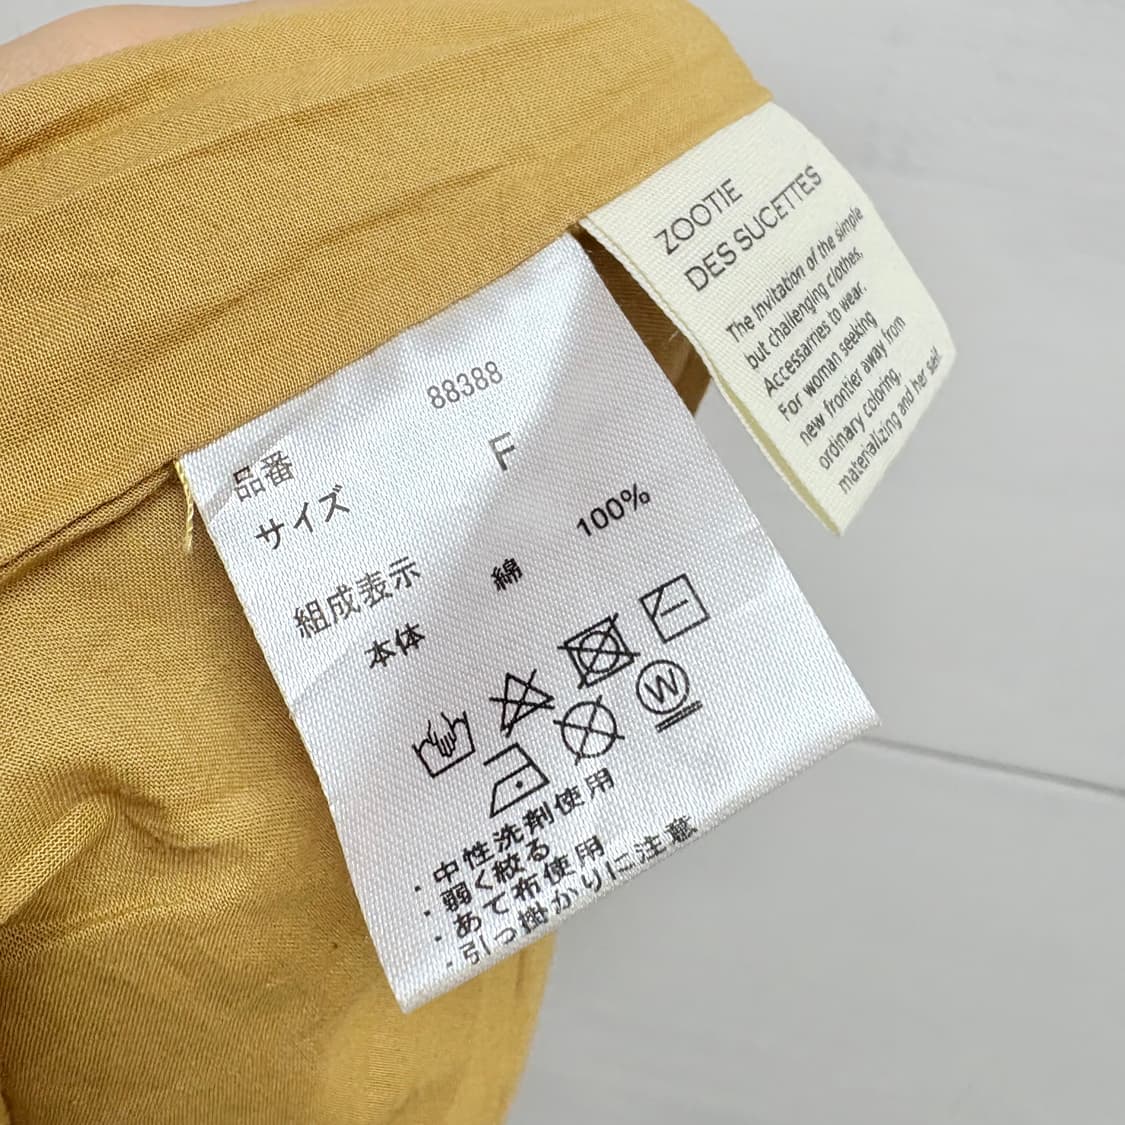 品番 88388
サイズ F
組成表示
本体 綿 100%
W
・中性洗剤使用
・弱く絞る
・あて布使用
・引っ掛かりに注意
ZOOTIE
DES SUCETTES
The Invitation of the simple
but challenging clothes,
Accessarries to wear.
For woman seeking
new frontier away from
ordinary coloring,
materializing and her self.